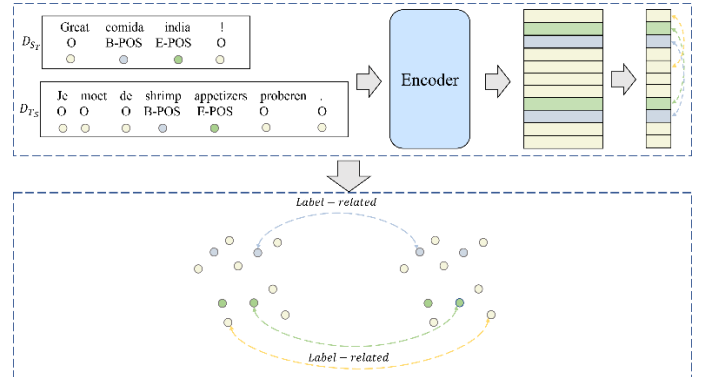 Great comida india !
D_{S_T} O B-POS E-POS O
Encoder
Je moet de shrimp appetizers proberen .
D_{T_S} O O O B-POS E-POS O O
Label-related
Label-related